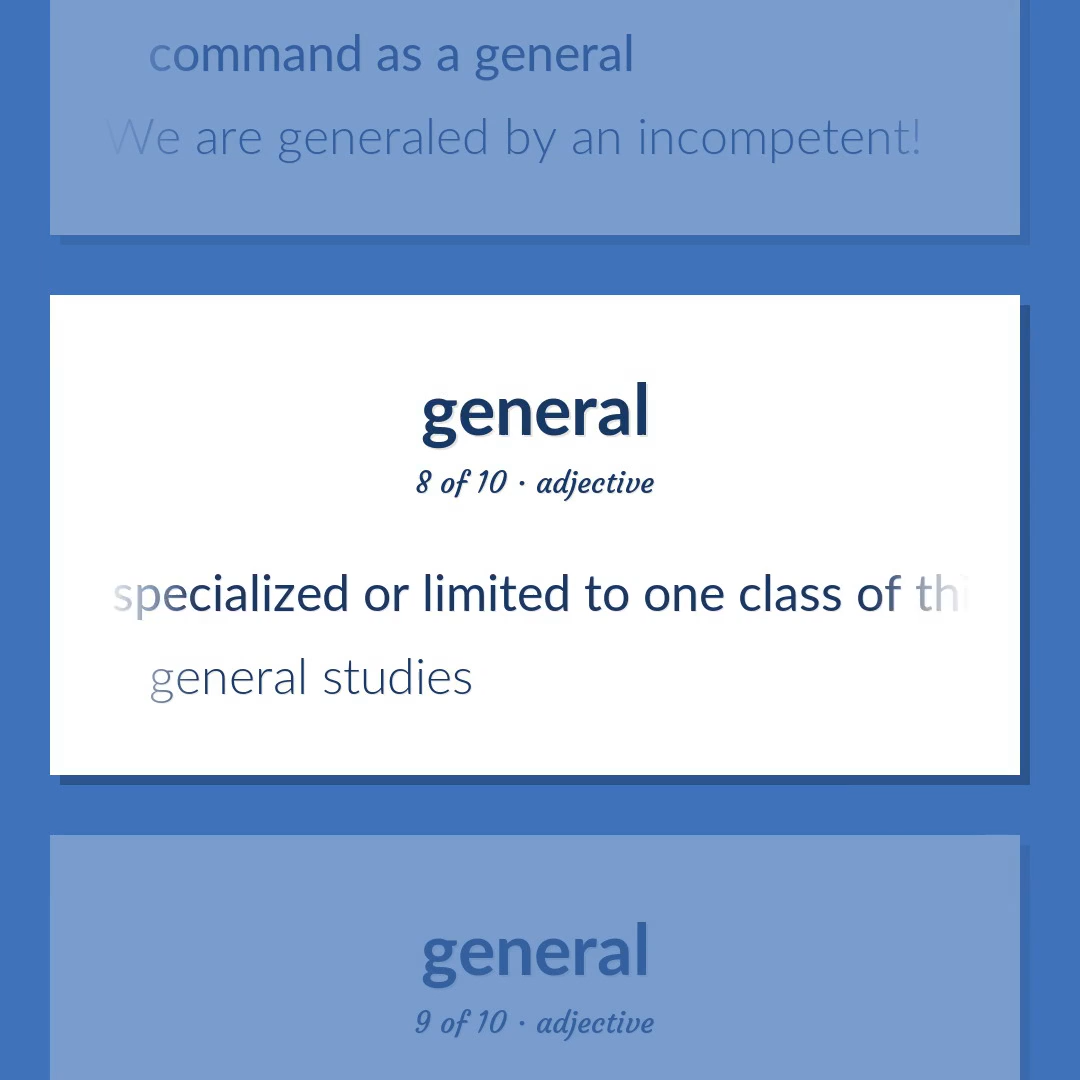 command as a general
We are generaled by an incompetent!
general
8 of 10 · adjective
specialized or limited to one class of
general studies
general
9 of 10 · adjective